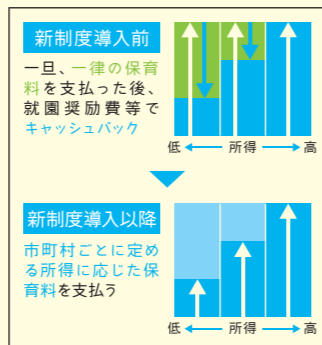 新制度導入前
一旦、一律の保育
料を支払った後、
就園奨励費等で
キャッシュバック
低 所得 高
新制度導入以降
市町村ごとに定め
る所得に応じた保
育料を支払う
低 所得 高